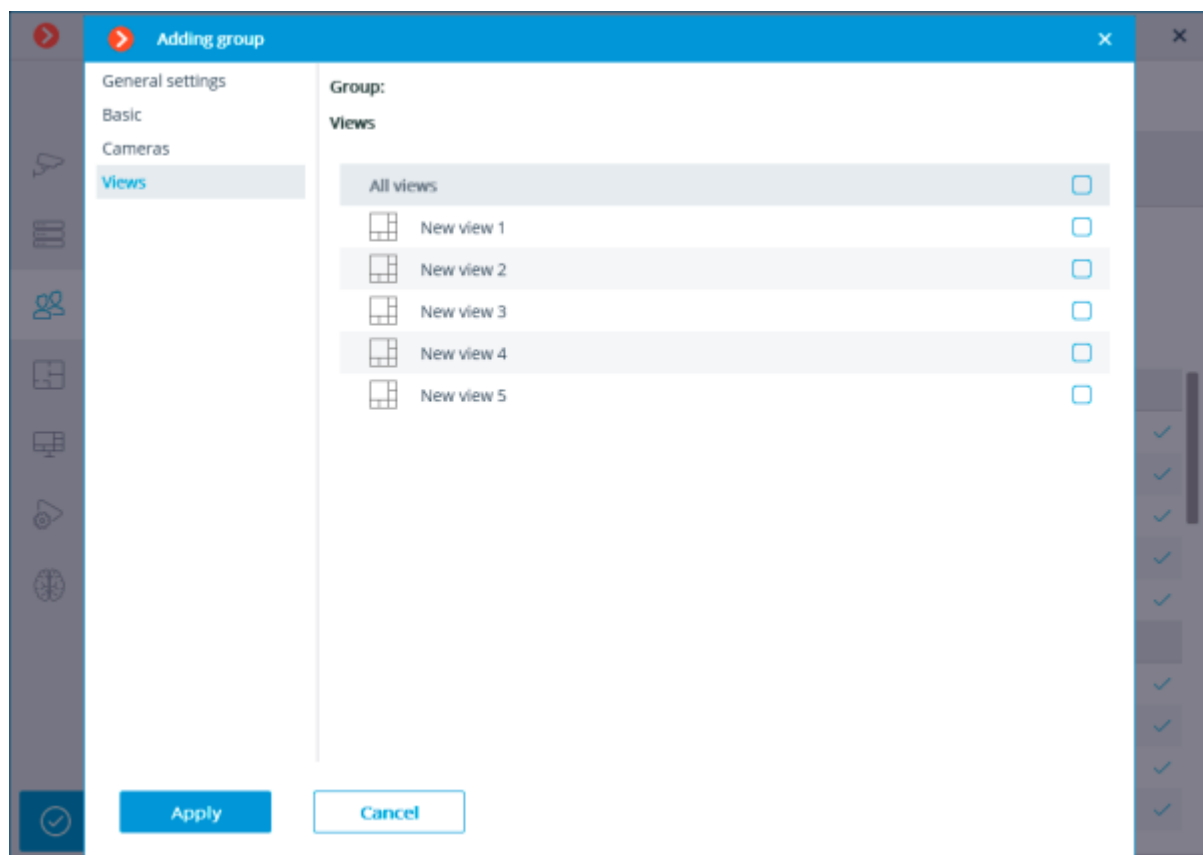 Adding group
General settings
Basic
Cameras
Views
Group:
Views
All views
New view 1
New view 2
New view 3
New view 4
New view 5
Apply
Cancel